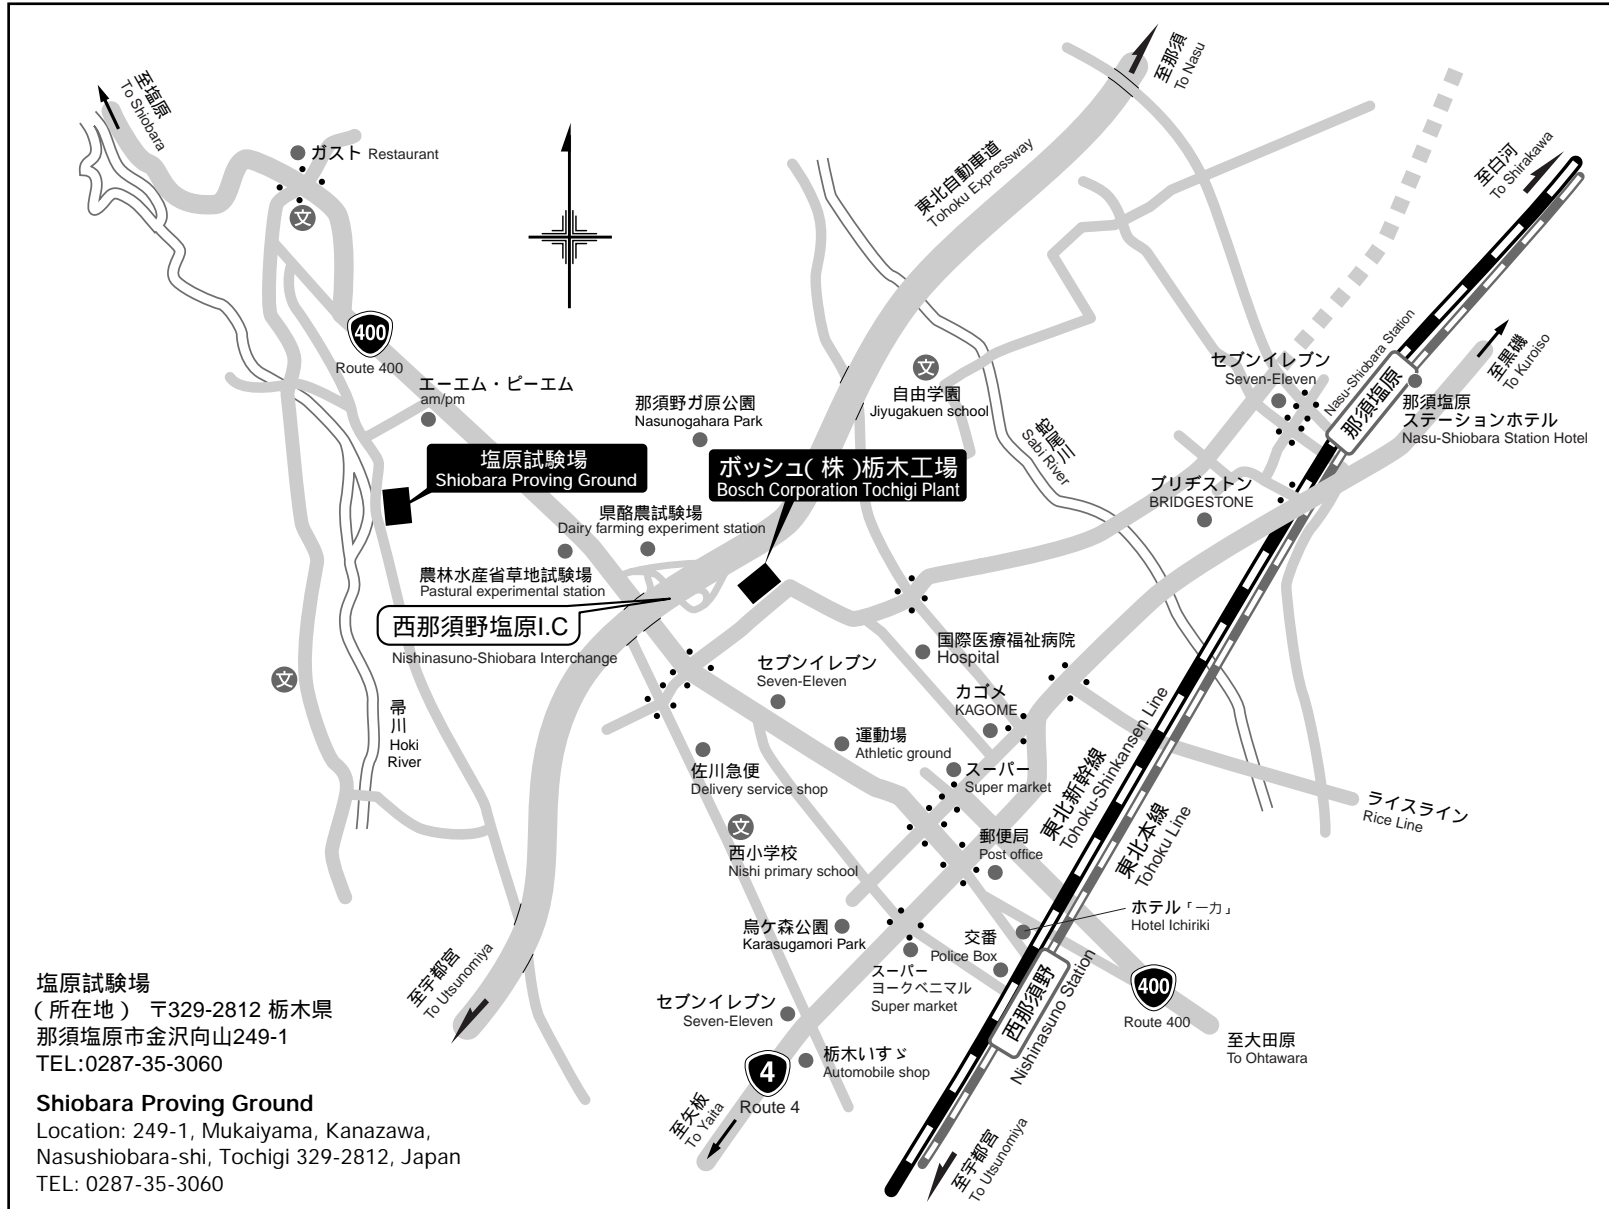 至塩原
To Shiobara
ガスト Restaurant
文
400
Route 400
エーエム・ピーエム
am/pm
塩原試験場
Shiobara Proving Ground
那須野ガ原公園
Nasunogahara Park
ボッシュ(株)栃木工場
Bosch Corporation Tochigi Plant
県酪農試験場
Dairy farming experiment station
農林水産省草地試験場
Pastural experimental station
西那須野塩原I.C
Nishinasuno-Shiobara Interchange
文
帚川
Hoki
River
東北自動車道
Tohoku Expressway
至那須
To Nasu
文
自由学園
Jiyugakuen school
蛇尾川
Sabi River
セブンイレブン
Seven-Eleven
ブリヂストン
BRIDGESTONE
Nasu-Shiobara Station
那須塩原
至白河
To Shirakawa
至黒磯
To Kuroiso
那須塩原
ステーションホテル
Nasu-Shiobara Station Hotel
国際医療福祉病院
Hospital
セブンイレブン
Seven-Eleven
カゴメ
KAGOME
運動場
Athletic ground
佐川急便
Delivery service shop
スーパー
Super market
文
西小学校
Nishi primary school
郵便局
Post office
東北新幹線
Tohoku-Shinkansen Line
東北本線
Tohoku Line
ライスライン
Rice Line
烏ケ森公園
Karasugamori Park
ホテル「一力」
Hotel Ichiriki
交番
Police Box
スーパー
ヨークベニマル
Super market
西那須野
Nishinasuno Station
400
Route 400
至大田原
To Ohtawara
至宇都宮
To Utsunomiya
セブンイレブン
Seven-Eleven
栃木いすゞ
Automobile shop
4
Route 4
至矢板
To Yaita
至宇都宮
To Utsunomiya
塩原試験場
(所在地) 〒329-2812 栃木県
那須塩原市金沢向山249-1
TEL:0287-35-3060
Shiobara Proving Ground
Location: 249-1, Mukaiyama, Kanazawa,
Nasushiobara-shi, Tochigi 329-2812, Japan
TEL: 0287-35-3060